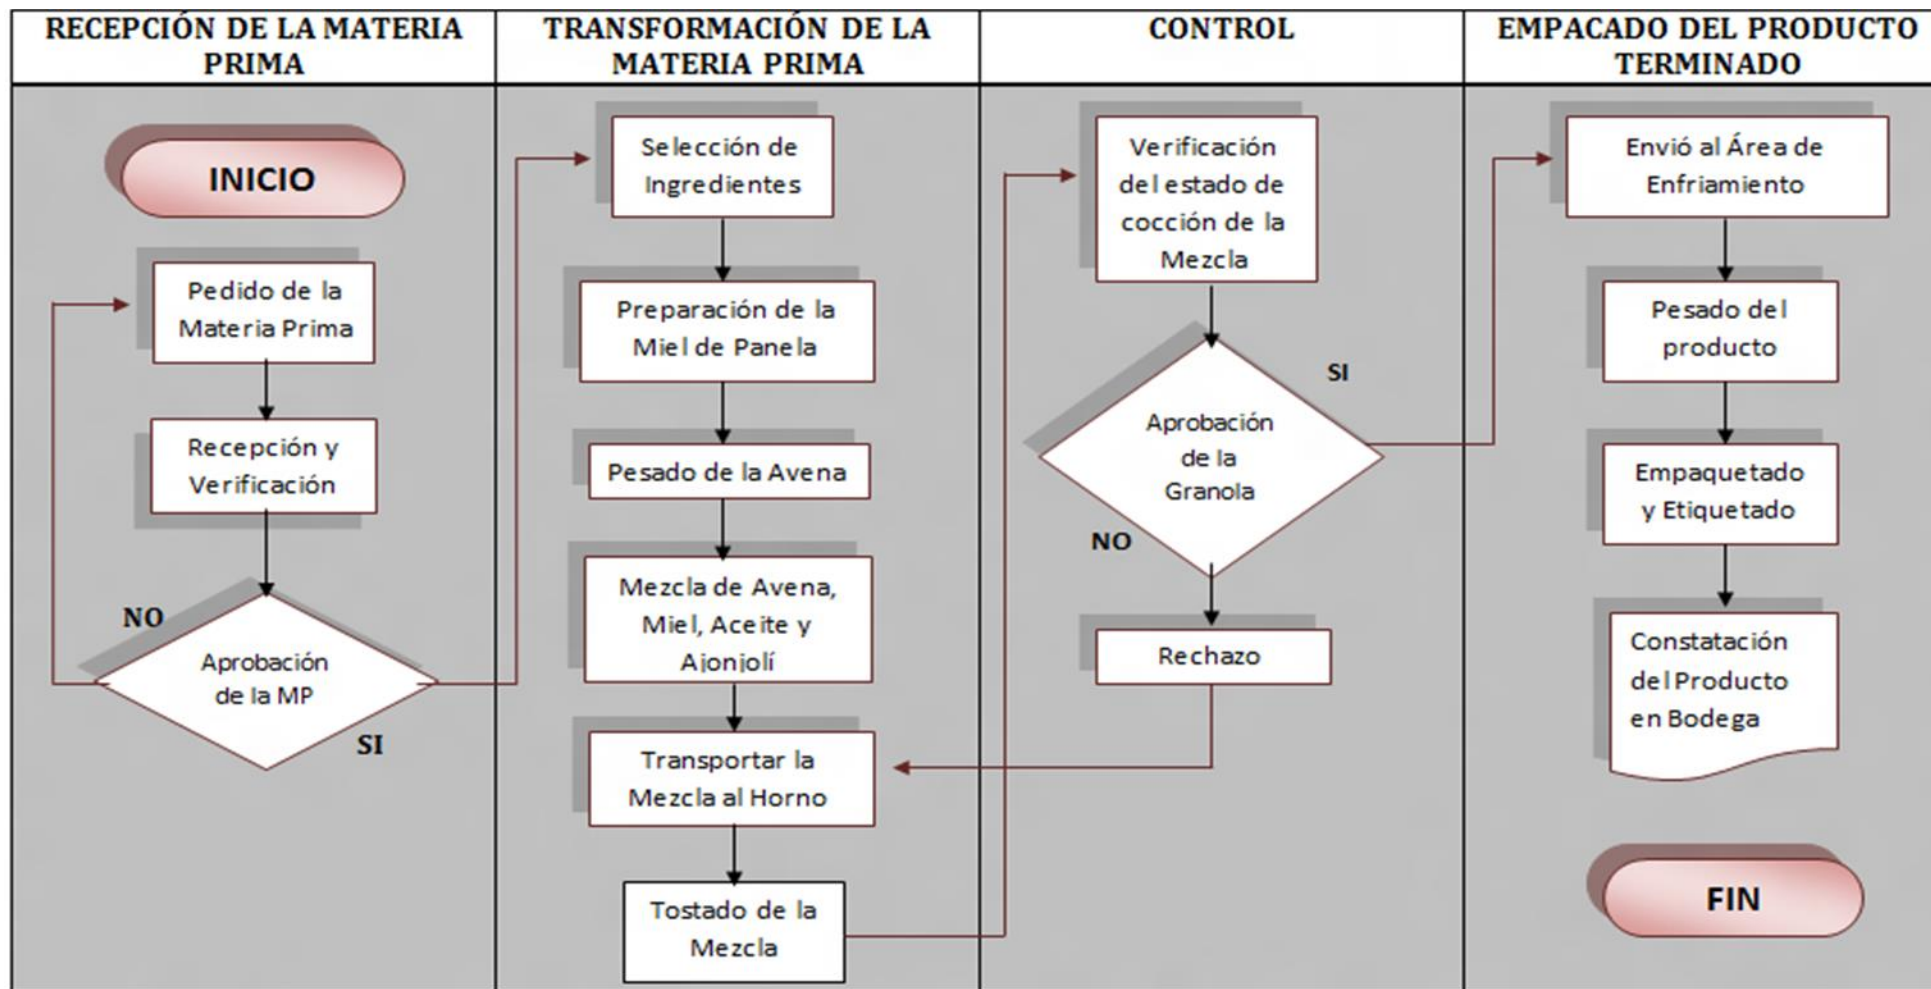 RECEPCIÓN DE LA MATERIA
PRIMA
INICIO
Pedido de la
Materia Prima
Recepción y
Verificación
NO
Aprobación
de la MP
SI
TRANSFORMACIÓN DE LA
MATERIA PRIMA
Selección de
Ingredientes
Preparación de la
Miel de Panela
Pesado de la Avena
Mezcla de Avena,
Miel, Aceite y
Ajonjolí
Transportar la
Mezcla al Horno
Tostado de la
Mezcla
CONTROL
Verificación
del estado de
cocción de la
Mezcla
SI
Aprobación
de la
Granola
NO
Rechazo
EMPACADO DEL PRODUCTO
TERMINADO
Envió al Área de
Enfriamiento
Pesado del
producto
Empaquetado
y Etiquetado
Constatación
del Producto
en Bodega
FIN